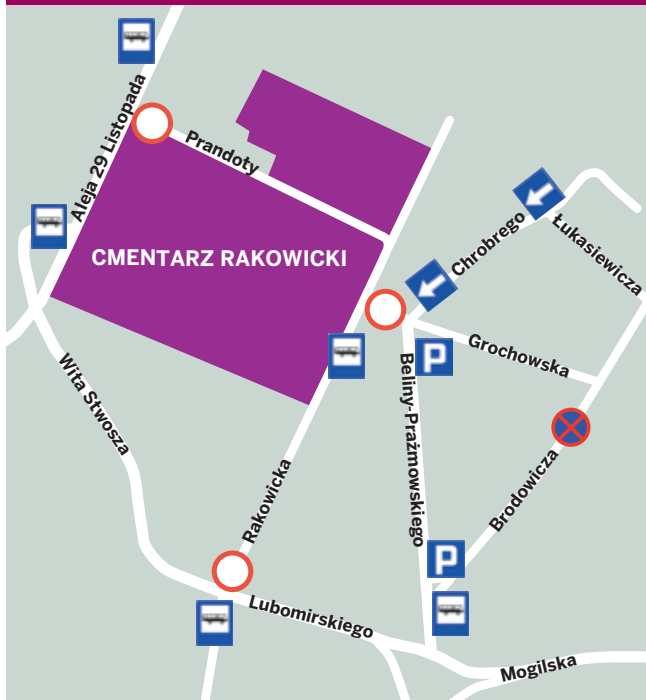 Aleja 29 Listopada
Prandoty
CMENTARZ RAKOWICKI
Chrobrego
Łukasiewicza
Grochowska
P
Beliny-Prażmowskiego
Wita Stwosza
Rakowicka
Brodowicza
P
Lubomirskiego
Mogilska